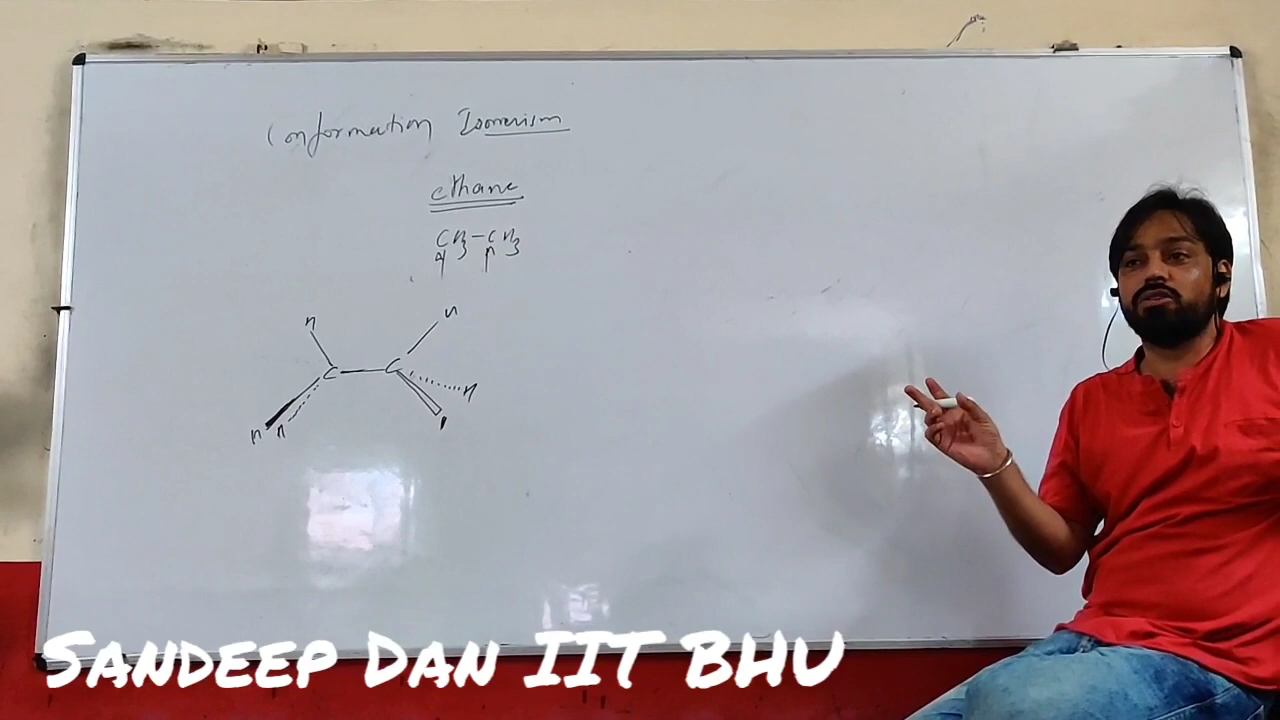 Conformation Isomerism
ethane
CH3-CH3
H H
C C
H
H H
SANDEEP DAN IIT BHU